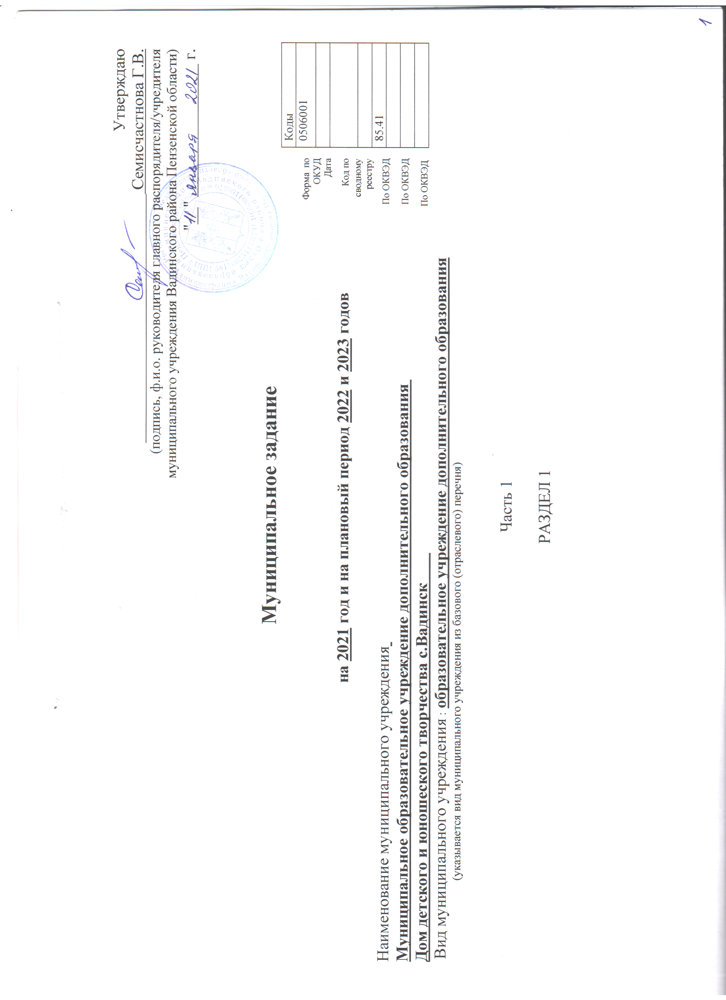 1
Утверждаю
Семисчастнова Г.В.
(подпись, ф.и.о. руководителя главного распорядителя/учредителя
муниципального учреждения Вадинского района Пензенской области)
"11" января 2021 г.
Муниципальное задание
на 2021 год и на плановый период 2022 и 2023 годов
Коды
Форма по ОКУД 0506001
Дата
Код по сводному реестру
По ОКВЭД 85.41
По ОКВЭД
По ОКВЭД
Наименование муниципального учреждения
Муниципальное образовательное учреждение дополнительного образования
Дом детского и юношеского творчества с.Вадинск
Вид муниципального учреждения : образовательное учреждение дополнительного образования
(указывается вид муниципального учреждения из базового (отраслевого) перечня)
Часть 1
РАЗДЕЛ 1